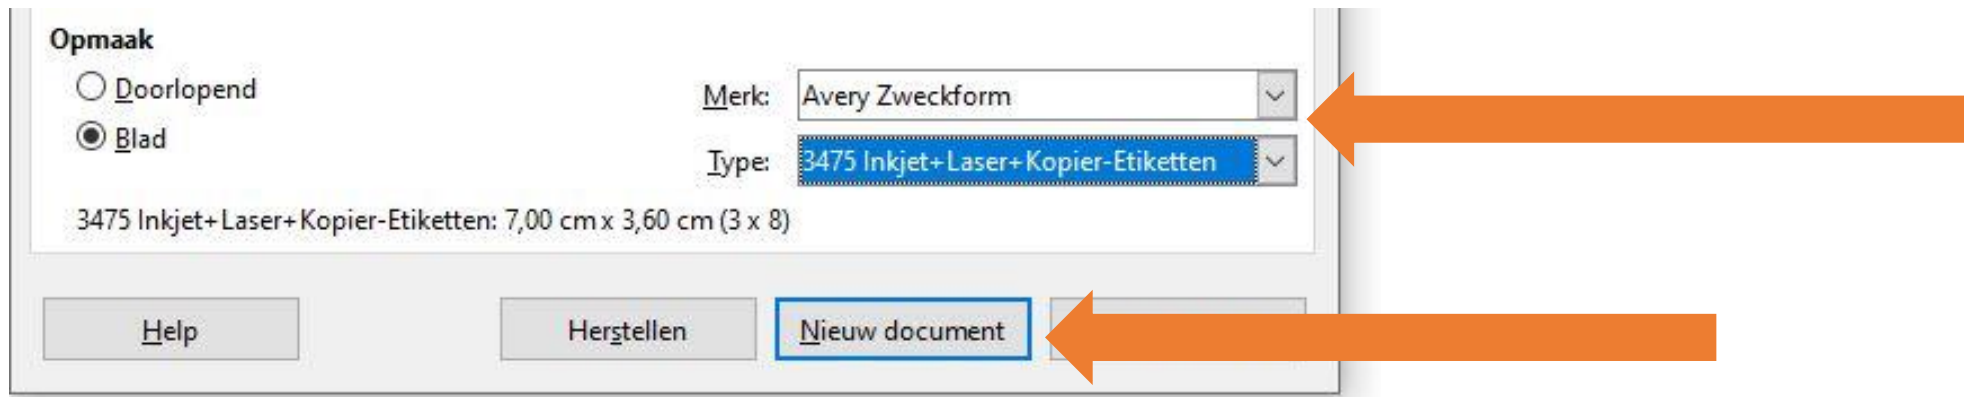 Opmaak
Doorlopend
Merk: Avery Zweckform
Blad
Type: 3475 Inkjet+Laser+Kopier-Etiketten
3475 Inkjet+Laser+Kopier-Etiketten: 7,00 cm x 3,60 cm (3 x 8)
Help Herstellen Nieuw document